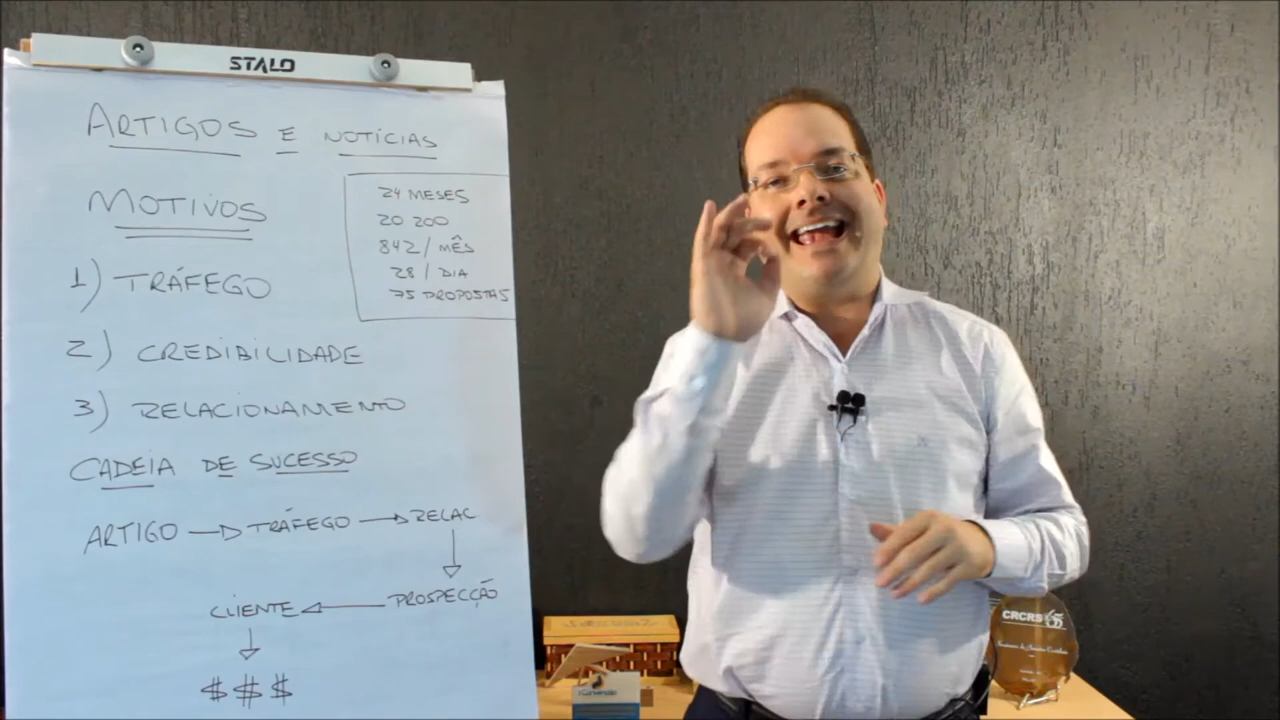 STALO
ARTIGOS E NOTÍCIAS
MOTIVOS
24 MESES
20 200
842 / MÊS
28 / DIA
75 PROPOSTAS
1) TRÁFEGO
2) CREDIBILIDADE
3) RELACIONAMENTO
CADEIA DE SUCESSO
ARTIGO → TRÁFEGO → RELAC
PROSPECÇÃO
CLIENTE
$ $ $
CRCRS 65